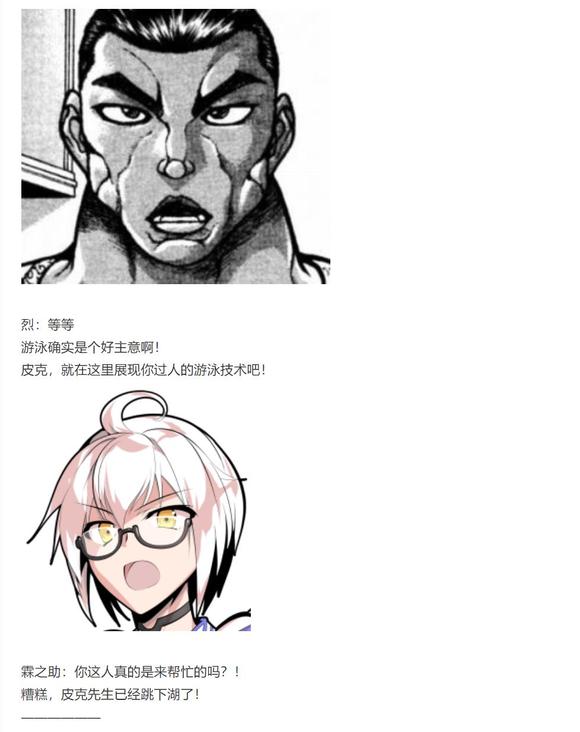 烈：等等
游泳确实是个好主意啊！
皮克，就在这里展现你过人的游泳技术吧！
霖之助：你这人真的是来帮忙的吗？！
糟糕，皮克先生已经跳下湖了！
——————